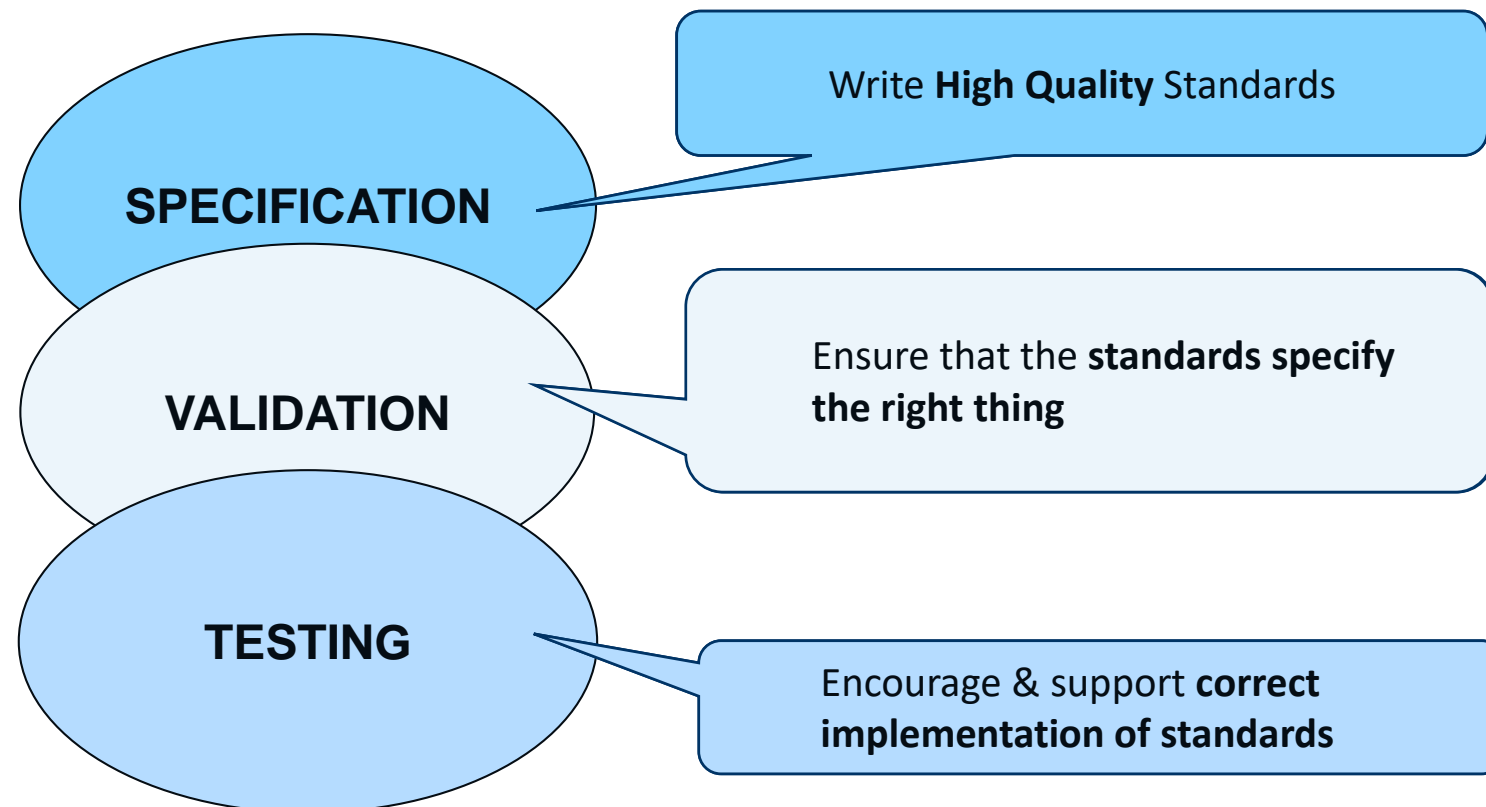 SPECIFICATION
Write High Quality Standards
VALIDATION
Ensure that the standards specify
the right thing
TESTING
Encourage & support correct
implementation of standards